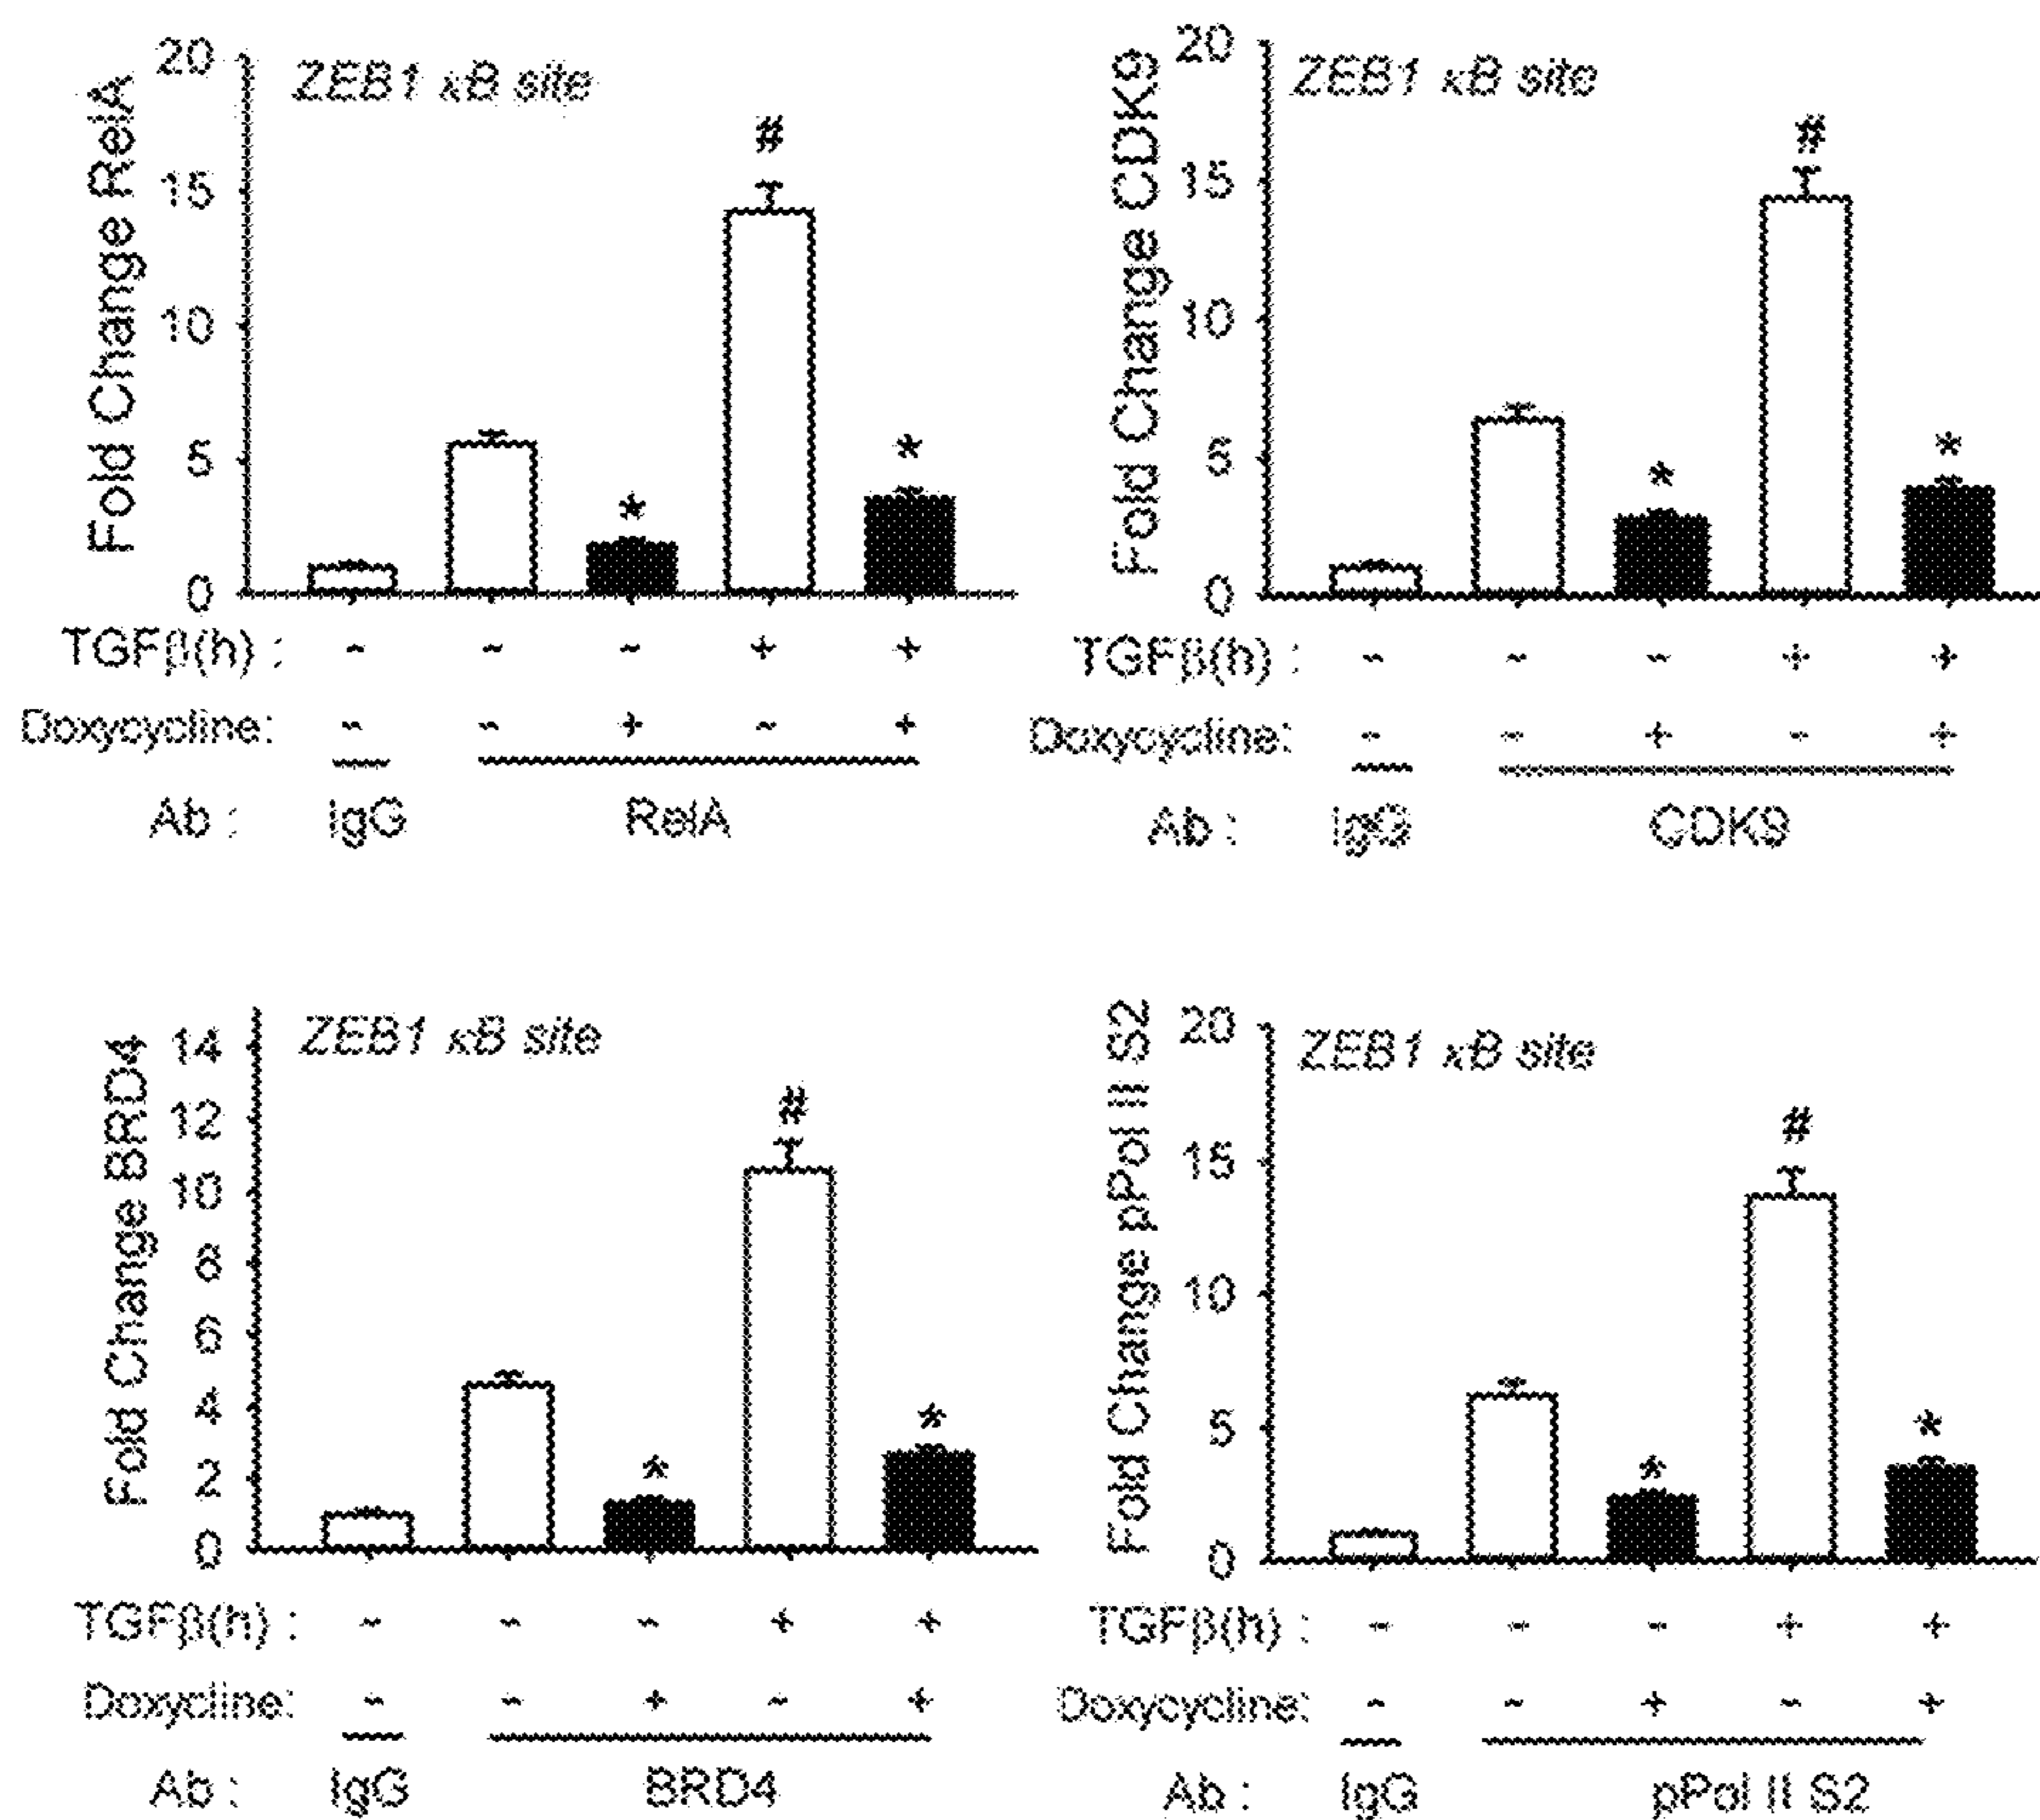 Fold Change RelA
20
15
10
5
0
ZEB1 κB site
#
*
*
TGFβ(h) : - - - + +
Doxycycline: - - + - +
Ab : IgG RelA
Fold Change CDK9
20
15
10
5
0
ZEB1 κB site
#
*
*
TGFβ(h) : - - - + +
Doxycycline: - - + - +
Ab : IgG CDK9
Fold Change BRD4
14
12
10
8
6
4
2
0
ZEB1 κB site
#
*
*
TGFβ(h) : - - - + +
Doxycline: - - + - +
Ab : IgG BRD4
Fold Change pPol II S2
20
15
10
5
0
ZEB1 κB site
#
*
*
TGFβ(h) : - - - + +
Doxycycline: - - + - +
Ab : IgG pPol II S2